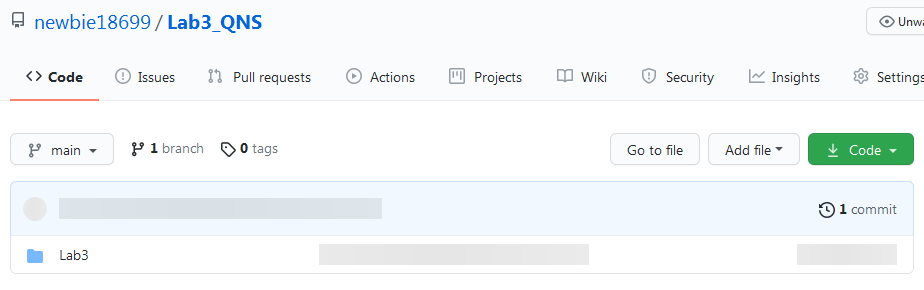 newbie18699 / Lab3_QNS Unwa
Code Issues Pull requests Actions Projects Wiki Security Insights Settings
main 1 branch 0 tags Go to file Add file Code
1 commit
Lab3